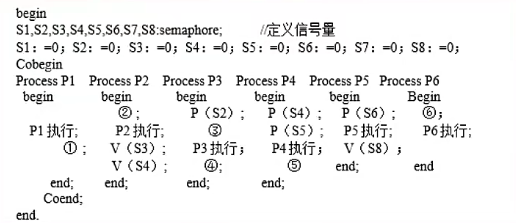 begin
S1,S2,S3,S4,S5,S6,S7,S8:semaphore; //定义信号量
S1：=0；S2：=0；S3：=0；S4：=0；S5：=0；S6：=0；S7：=0；S8：=0；
Cobegin
Process P1 Process P2 Process P3 Process P4 Process P5 Process P6
begin begin begin begin begin Begin
②； P（S2）； P（S4）； P（S6）； ⑥；
P1执行； P2执行； ③ P（S5）； P5执行； P6执行；
①； V（S3）； P3执行； P4执行； V（S8）；
V（S4）； ④； ⑤ end； end
end； end； end； end；
Coend；
end.